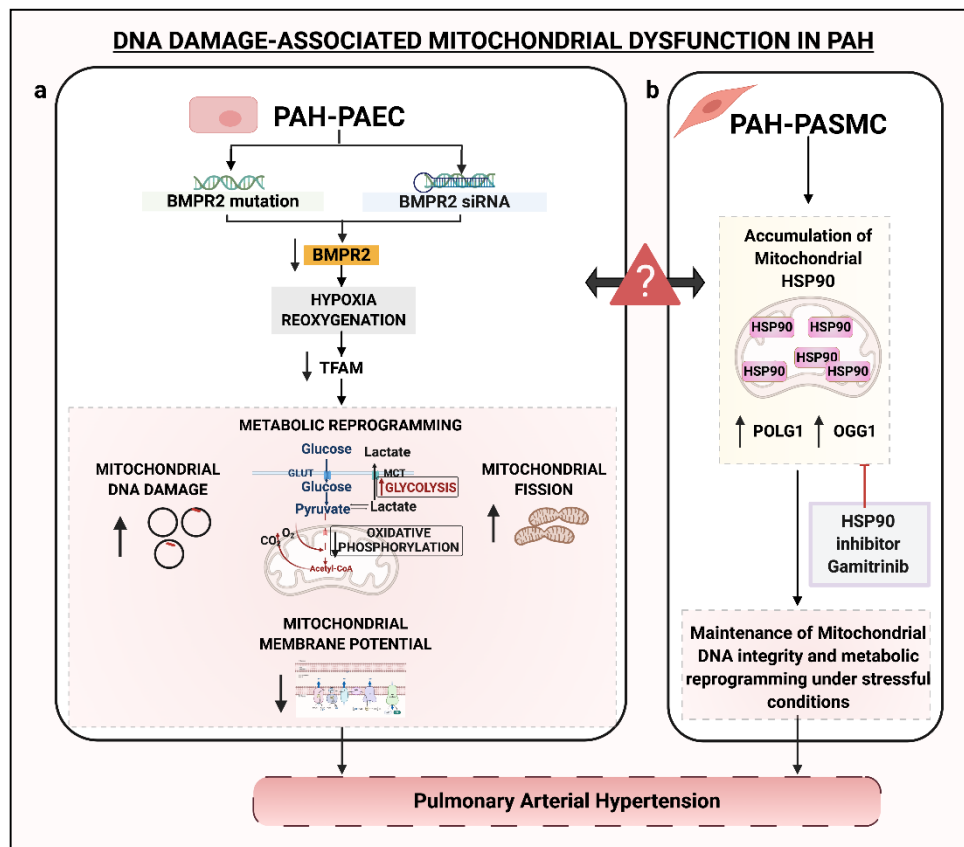 DNA DAMAGE-ASSOCIATED MITOCHONDRIAL DYSFUNCTION IN PAH
a
PAH-PAEC
BMPR2 mutation
BMPR2 siRNA
BMPR2
HYPOXIA
REOXYGENATION
TFAM
METABOLIC REPROGRAMMING
MITOCHONDRIAL
DNA DAMAGE
Glucose
Lactate
GLUT
MCT
Glucose
GLYCOLYSIS
Pyruvate
Lactate
O2
CO2
OXIDATIVE
PHOSPHORYLATION
Acetyl-CoA
MITOCHONDRIAL
FISSION
MITOCHONDRIAL
MEMBRANE POTENTIAL
?
b
PAH-PASMC
Accumulation of
Mitochondrial
HSP90
HSP90
HSP90
HSP90
HSP90
HSP90
POLG1
OGG1
HSP90
inhibitor
Gamitrinib
Maintenance of Mitochondrial
DNA integrity and metabolic
reprogramming under stressful
conditions
Pulmonary Arterial Hypertension